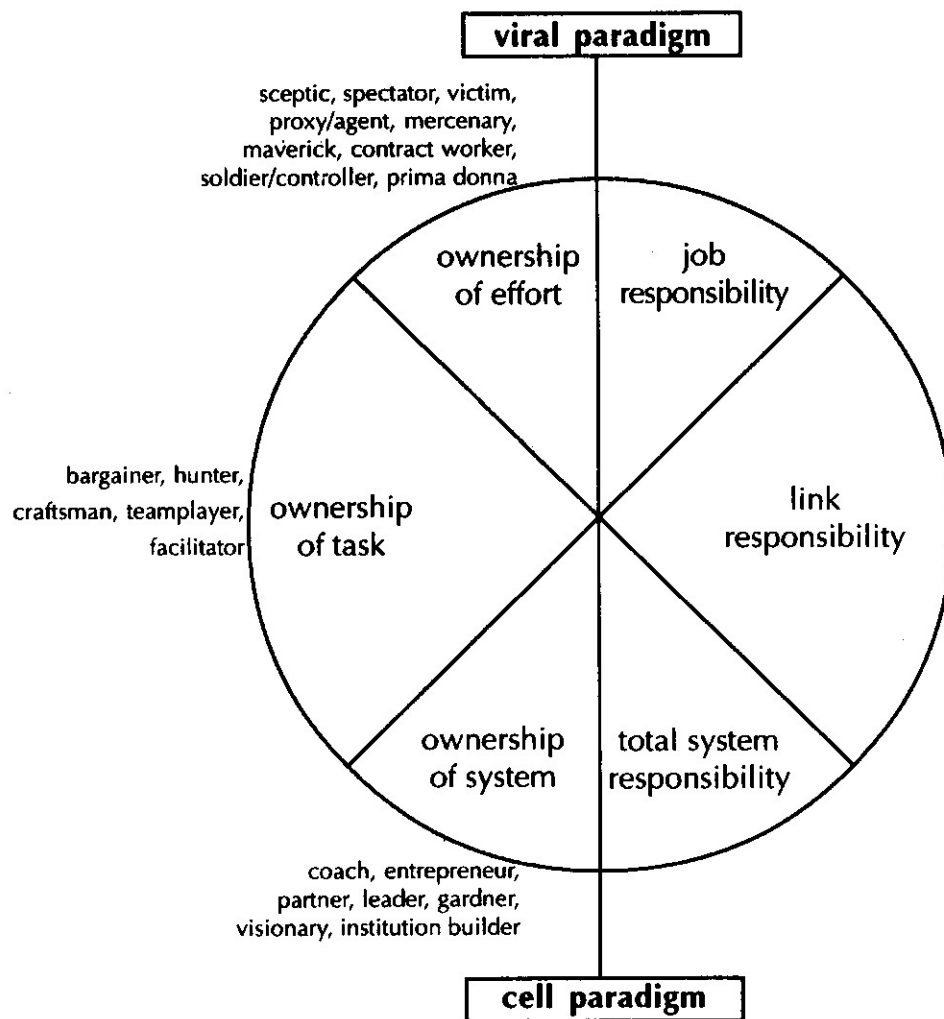 viral paradigm
sceptic, spectator, victim,
proxy/agent, mercenary,
maverick, contract worker,
soldier/controller, prima donna
ownership
of effort
job
responsibility
bargainer, hunter,
craftsman, teamplayer,
facilitator
ownership
of task
link
responsibility
ownership
of system
total system
responsibility
coach, entrepreneur,
partner, leader, gardner,
visionary, institution builder
cell paradigm